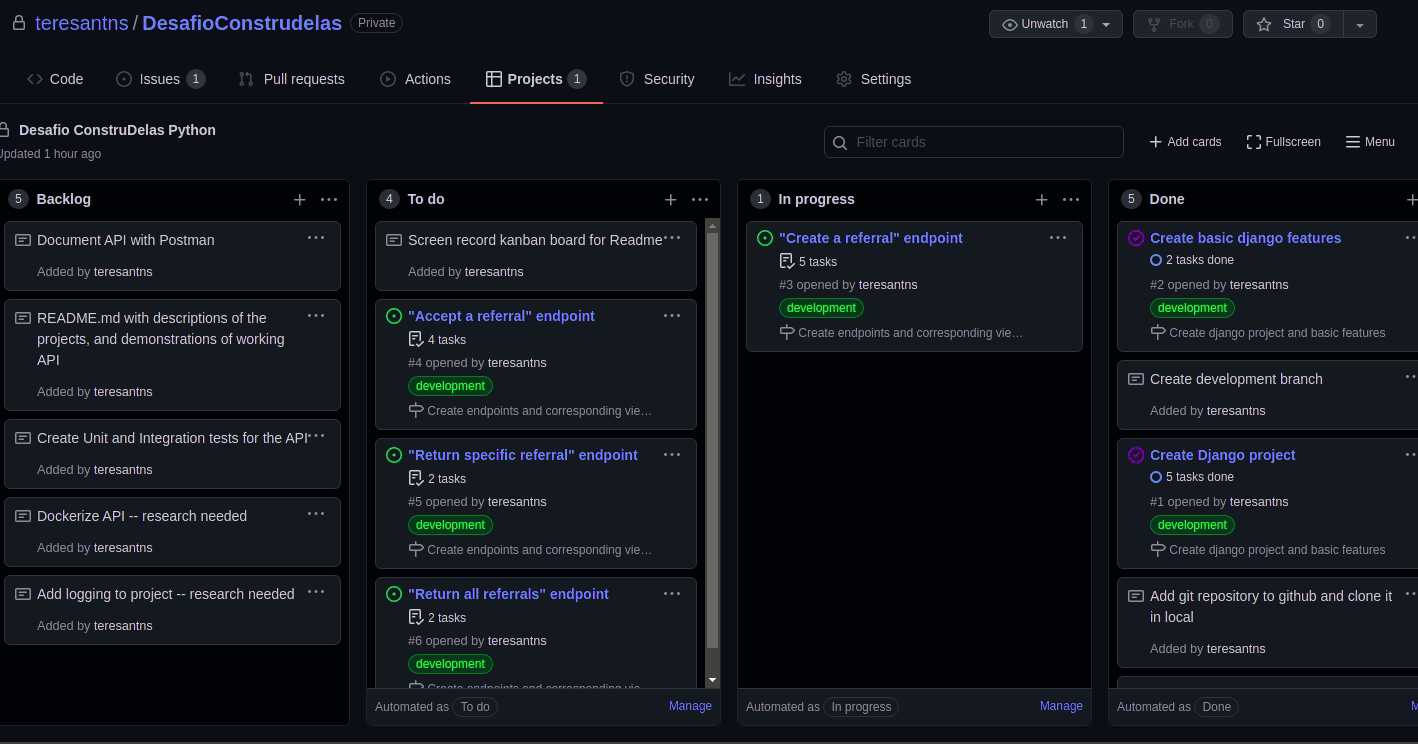 teresantns / DesafioConstrudelas Private
Unwatch 1
Fork 0
Star 0
Code
Issues 1
Pull requests
Actions
Projects 1
Security
Insights
Settings
Desafio ConstruDelas Python
Updated 1 hour ago
Filter cards
Add cards
Fullscreen
Menu
5 Backlog
Document API with Postman
Added by teresantns
README.md with descriptions of the
projects, and demonstrations of working
API
Added by teresantns
Create Unit and Integration tests for the API
Added by teresantns
Dockerize API -- research needed
Added by teresantns
Add logging to project -- research needed
Added by teresantns
4 To do
Screen record kanban board for Readme
Added by teresantns
"Accept a referral" endpoint
4 tasks
#4 opened by teresantns
development
Create endpoints and corresponding vie…
"Return specific referral" endpoint
2 tasks
#5 opened by teresantns
development
Create endpoints and corresponding vie…
"Return all referrals" endpoint
2 tasks
#6 opened by teresantns
development
Create endpoints and corresponding vie…
Automated as To do
Manage
1 In progress
"Create a referral" endpoint
5 tasks
#3 opened by teresantns
development
Create endpoints and corresponding vie…
Automated as In progress
Manage
5 Done
Create basic django features
2 tasks done
#2 opened by teresantns
development
Create django project and basic features
Create development branch
Added by teresantns
Create Django project
5 tasks done
#1 opened by teresantns
development
Create django project and basic features
Add git repository to github and clone it
in local
Added by teresantns
Automated as Done